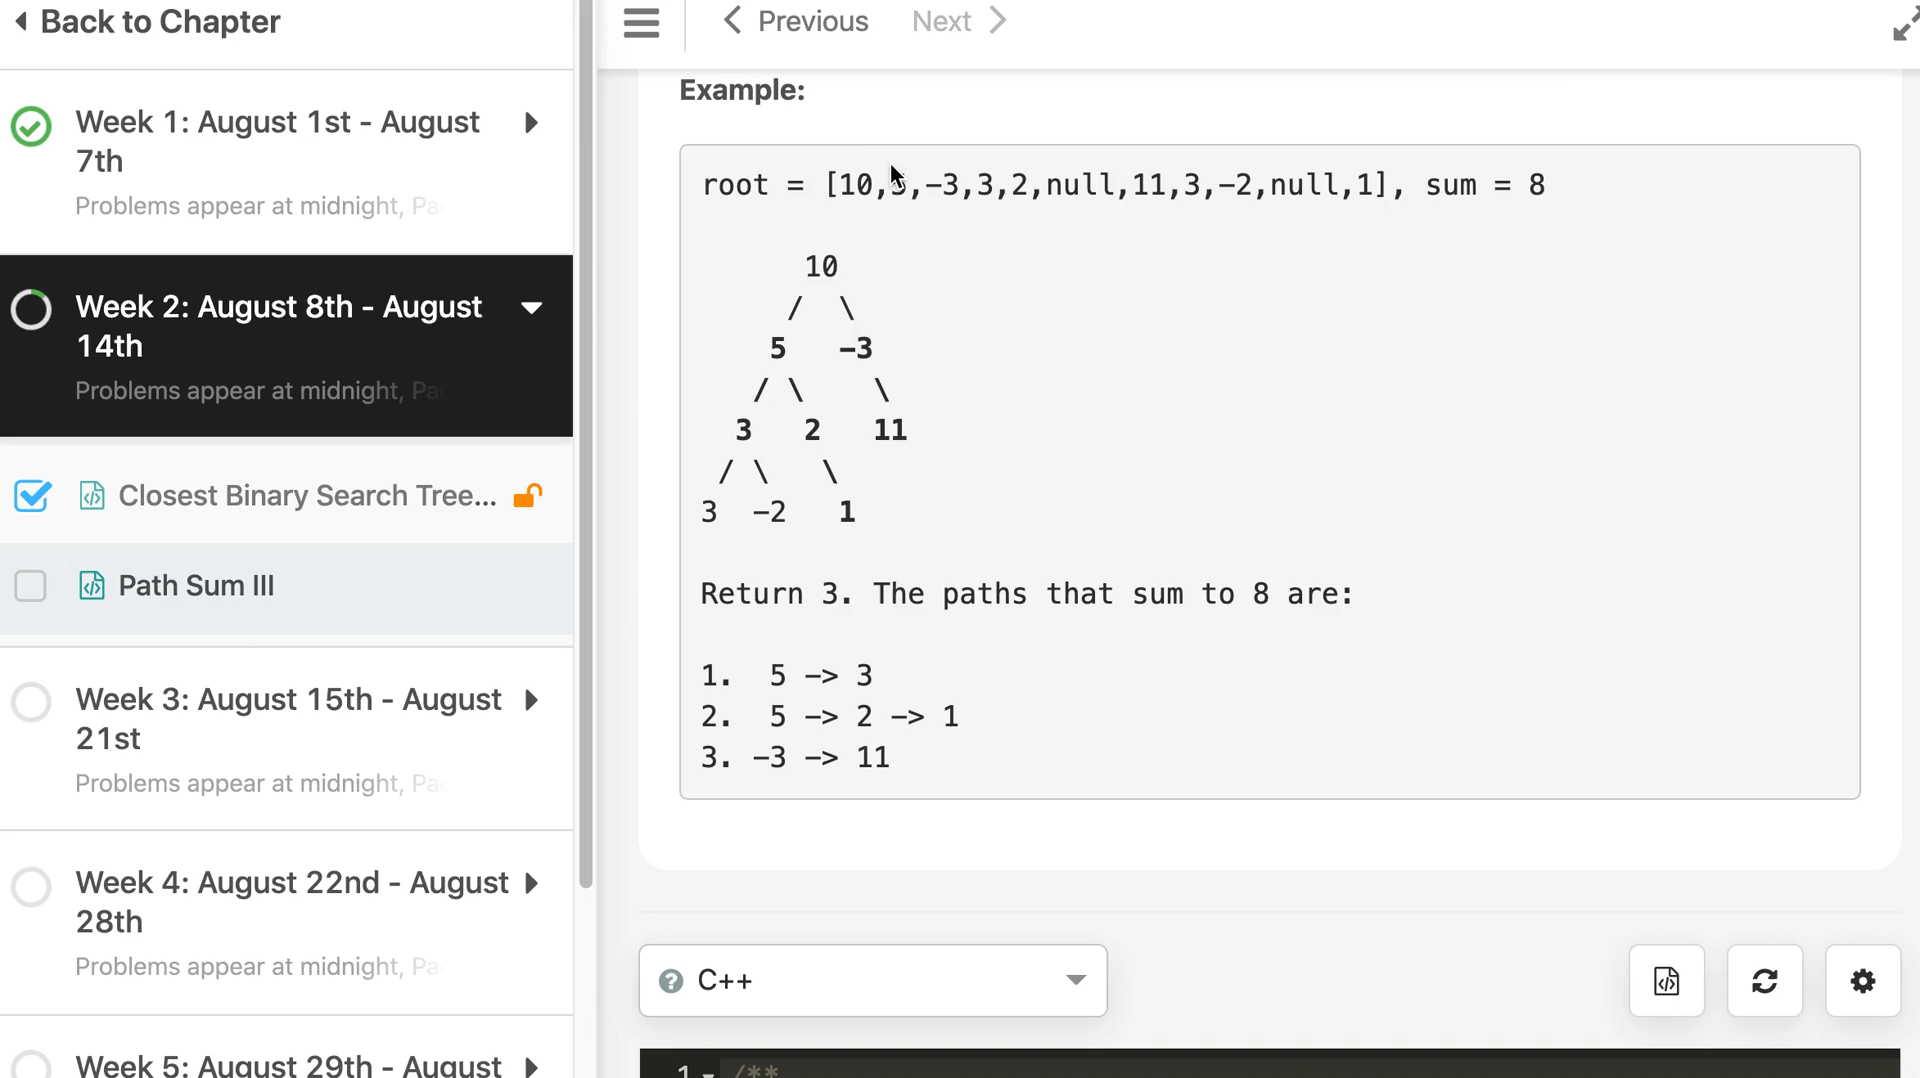 Back to Chapter
Previous
Next
Week 1: August 1st - August
7th
Problems appear at midnight,
Week 2: August 8th - August
14th
Problems appear at midnight,
Closest Binary Search Tree...
Path Sum III
Week 3: August 15th - August
21st
Problems appear at midnight,
Week 4: August 22nd - August
28th
Problems appear at midnight,
Week 5: August 29th - August
Example:
root = [10,5,-3,3,2,null,11,3,-2,null,1], sum = 8
10
/ \
5 -3
/ \ \
3 2 11
/ \ \
3 -2 1
Return 3. The paths that sum to 8 are:
1. 5 -> 3
2. 5 -> 2 -> 1
3. -3 -> 11
C++
1 /**